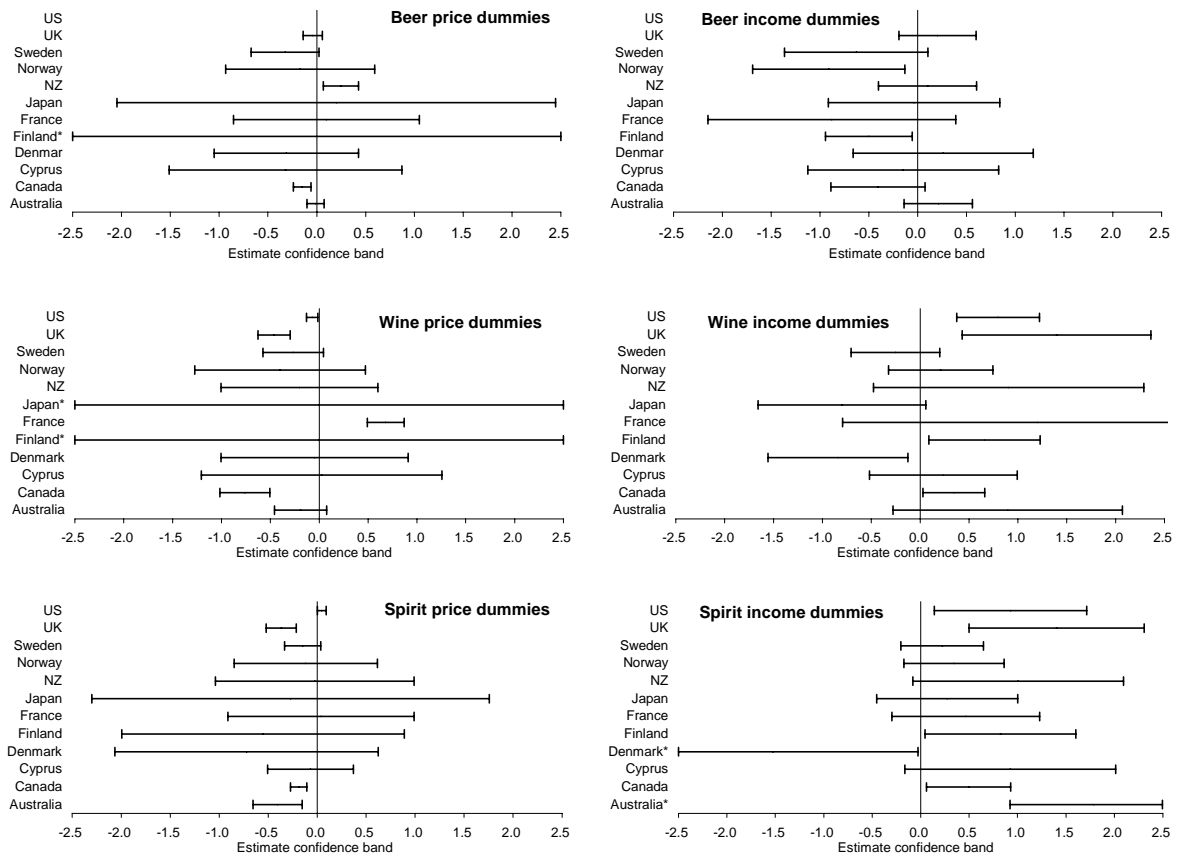 Beer price dummies
US
UK
Sweden
Norway
NZ
Japan
France
Finland*
Denmar
Cyprus
Canada
Australia
-2.5 -2.0 -1.5 -1.0 -0.5 0.0 0.5 1.0 1.5 2.0 2.5
Estimate confidence band
Beer income dummies
US
UK
Sweden
Norway
NZ
Japan
France
Finland
Denmar
Cyprus
Canada
Australia
-2.5 -2.0 -1.5 -1.0 -0.5 0.0 0.5 1.0 1.5 2.0 2.5
Estimate confidence band
Wine price dummies
US
UK
Sweden
Norway
NZ
Japan*
France
Finland*
Denmark
Cyprus
Canada
Australia
-2.5 -2.0 -1.5 -1.0 -0.5 0.0 0.5 1.0 1.5 2.0 2.5
Estimate confidence band
Wine income dummies
US
UK
Sweden
Norway
NZ
Japan
France
Finland
Denmark
Cyprus
Canada
Australia
-2.5 -2.0 -1.5 -1.0 -0.5 0.0 0.5 1.0 1.5 2.0 2.5
Estimate confidence band
Spirit price dummies
US
UK
Sweden
Norway
NZ
Japan
France
Finland
Denmark
Cyprus
Canada
Australia
-2.5 -2.0 -1.5 -1.0 -0.5 0.0 0.5 1.0 1.5 2.0 2.5
Estimate confidence band
Spirit income dummies
US
UK
Sweden
Norway
NZ
Japan
France
Finland
Denmark*
Cyprus
Canada
Australia*
-2.5 -2.0 -1.5 -1.0 -0.5 0.0 0.5 1.0 1.5 2.0 2.5
Estimate confidence band